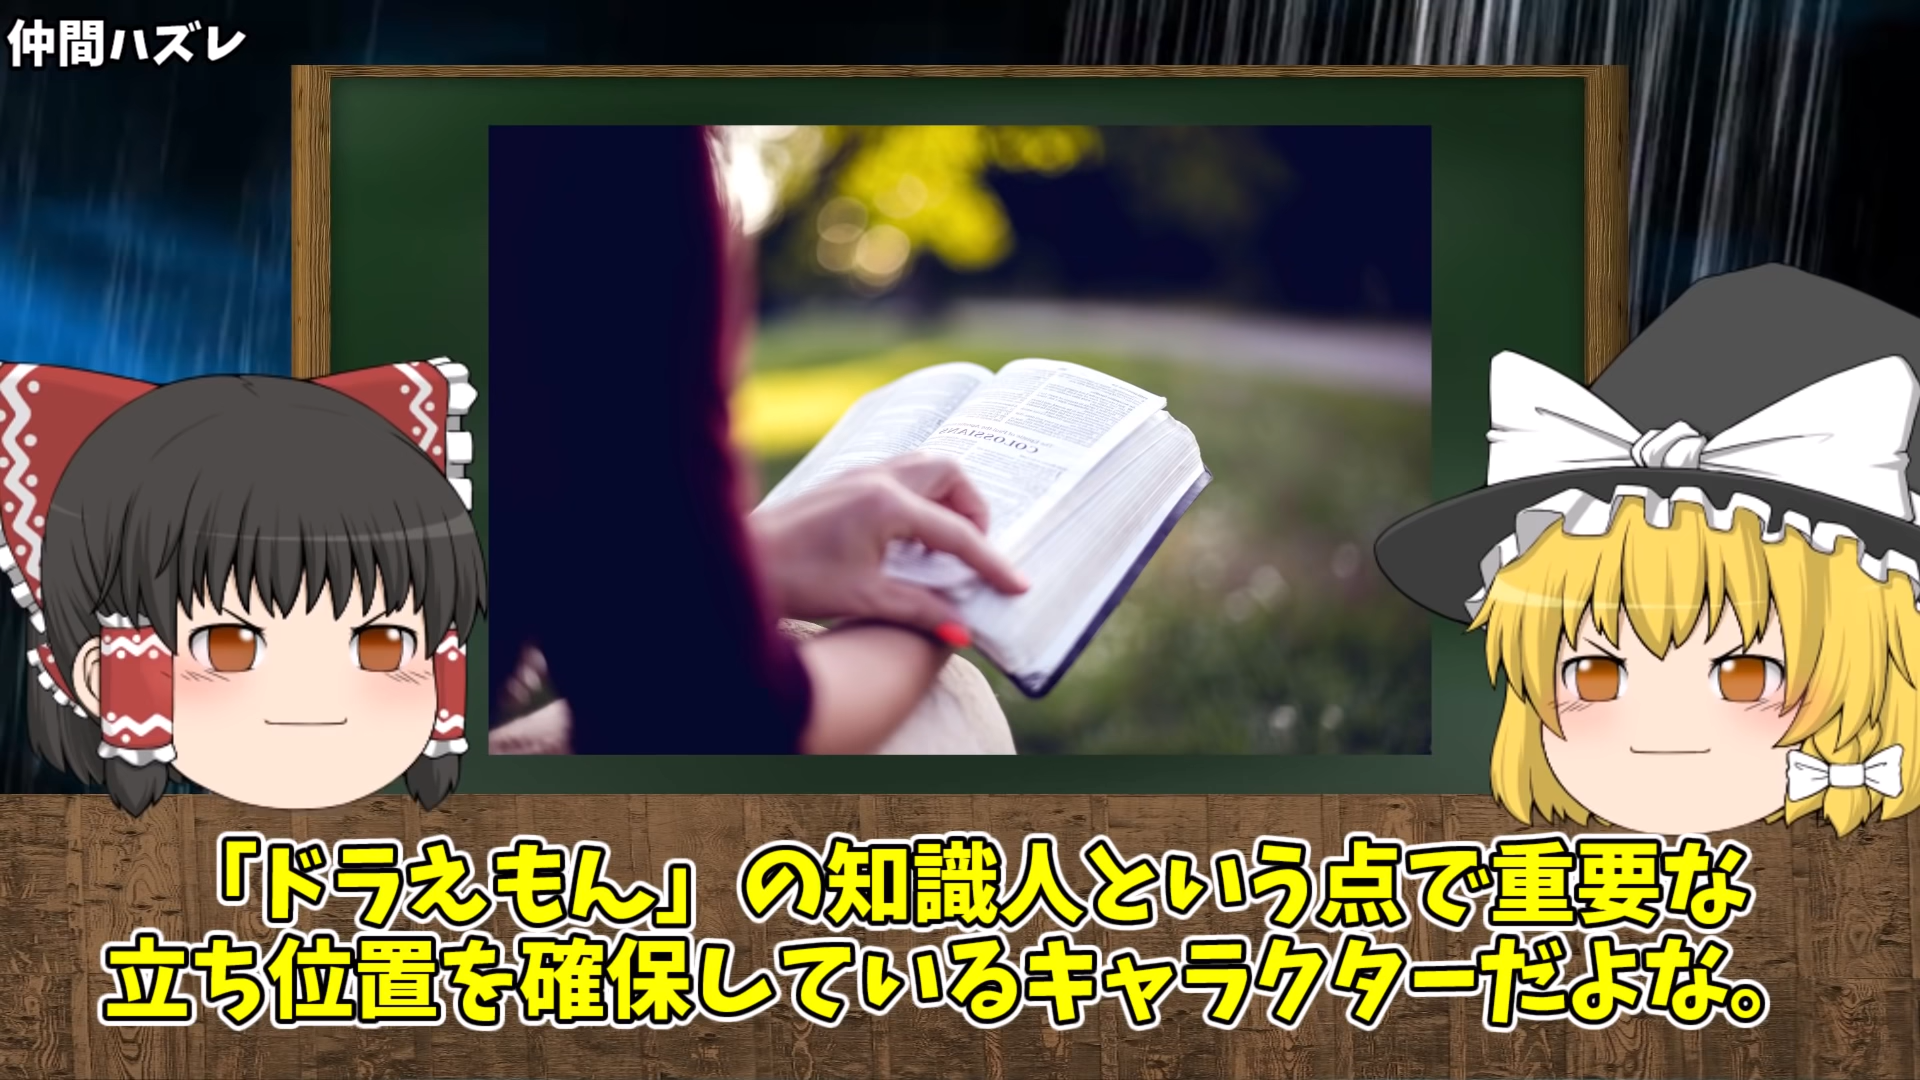 仲間ハズレ
COLOSSIANS
「ドラえもん」の知識人という点で重要な
立ち位置を確保しているキャラクターだよな。